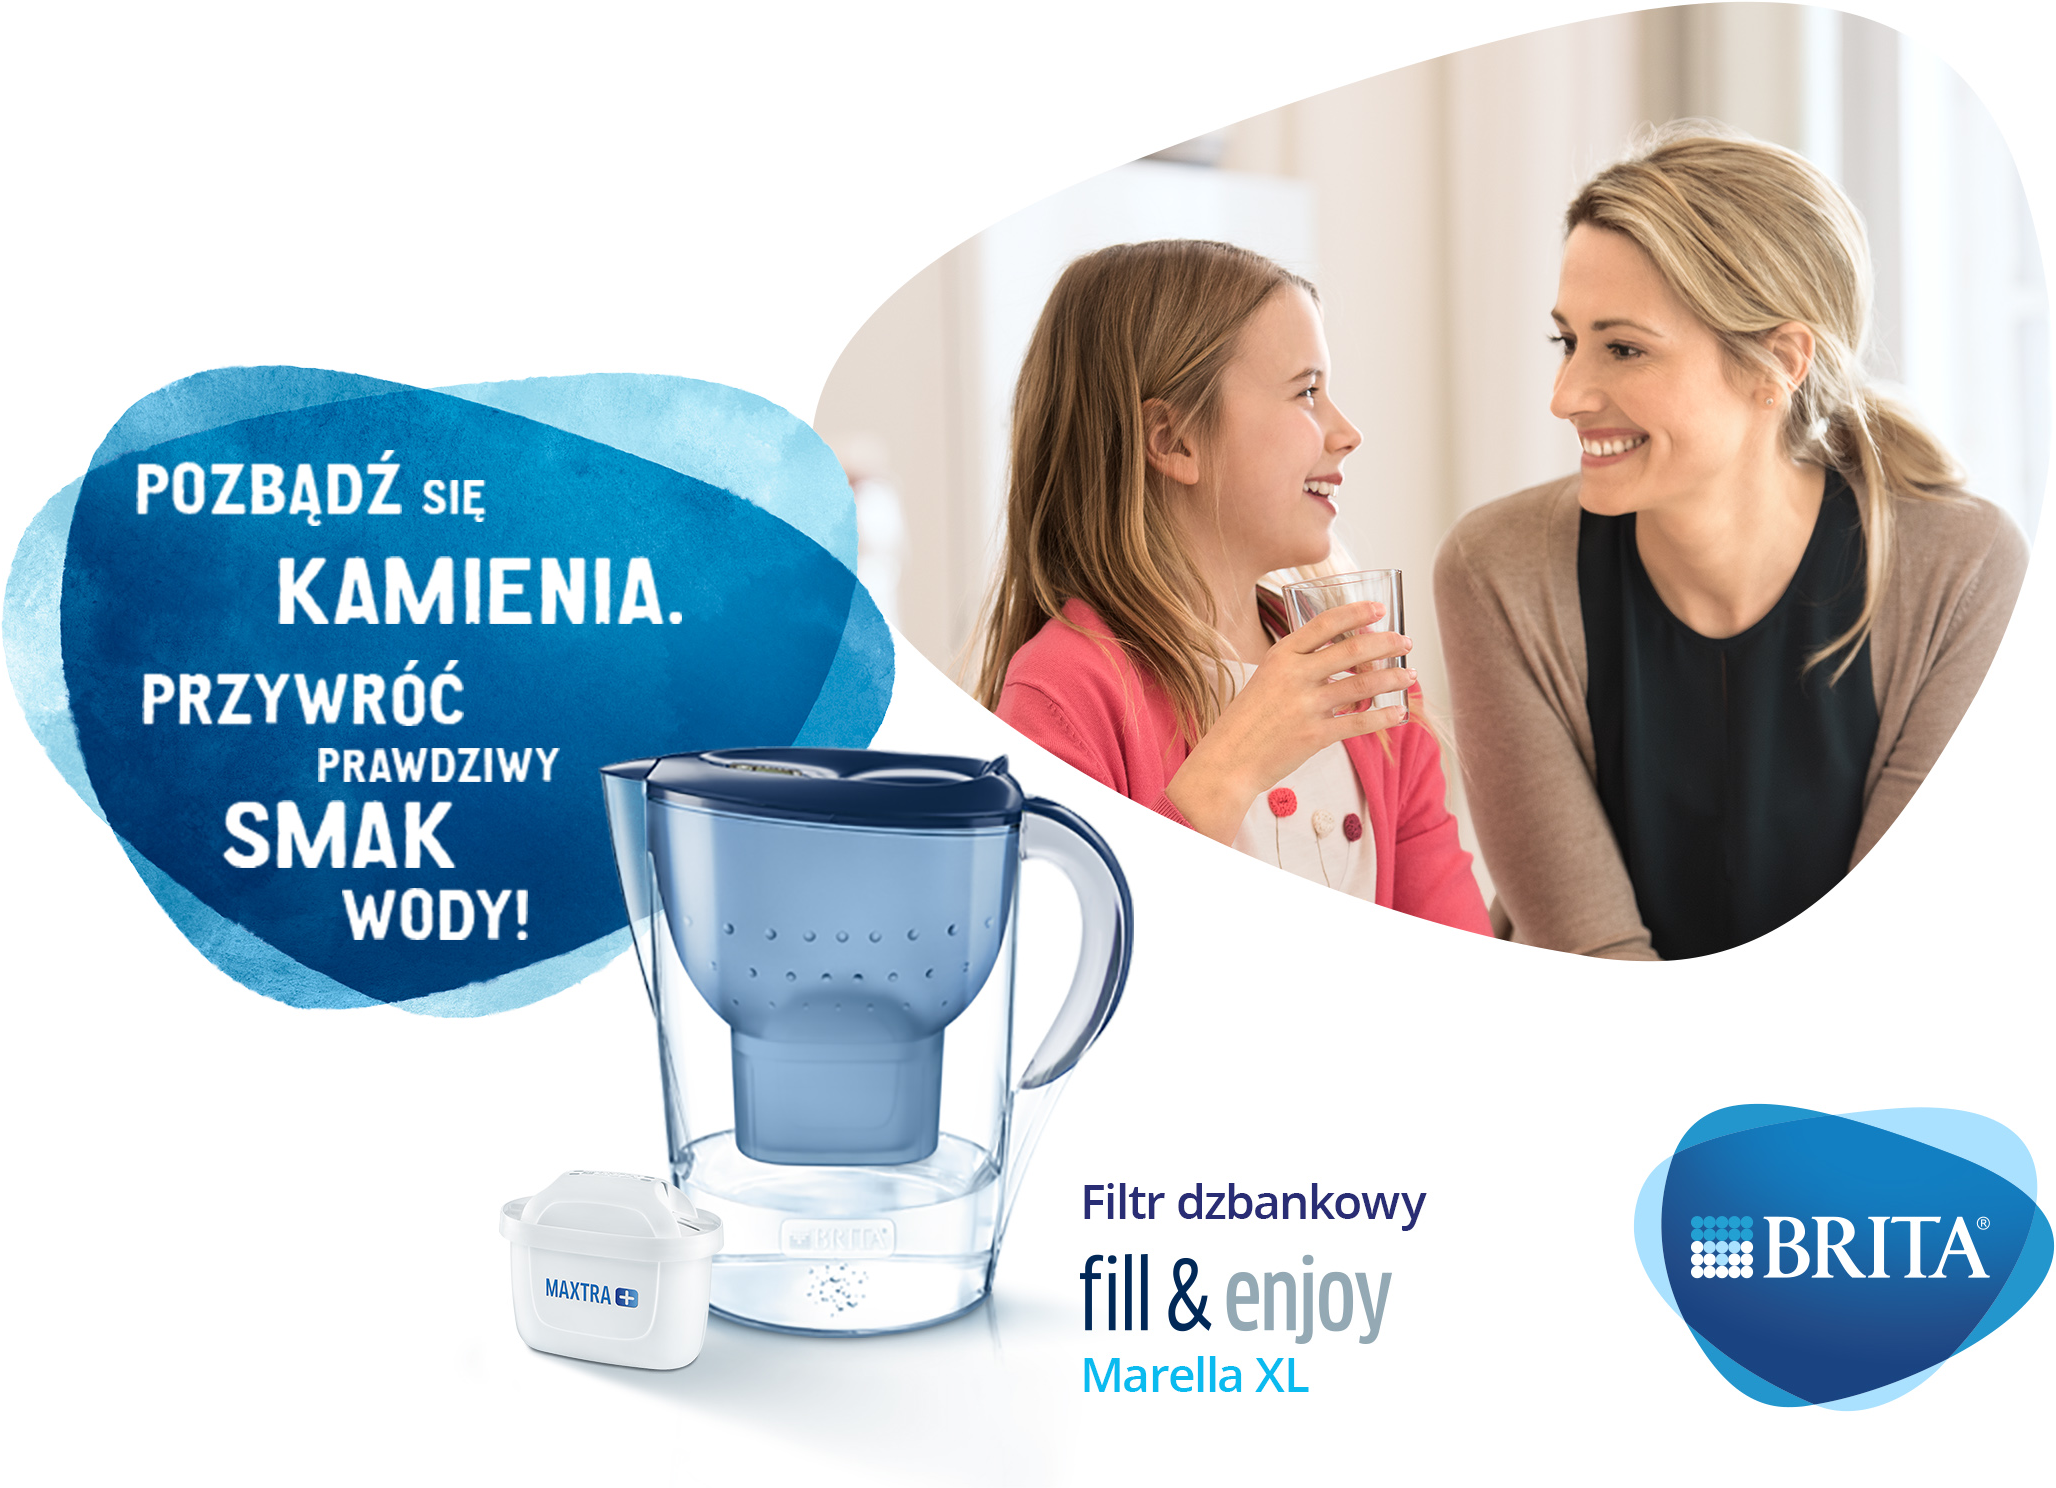 POZBĄDŹ SIĘ
KAMIENIA.
PRZYWRÓĆ
PRAWDZIWY
SMAK
WODY!
BRITA
MAXTRA+
Filtr dzbankowy
fill & enjoy
Marella XL
BRITA®